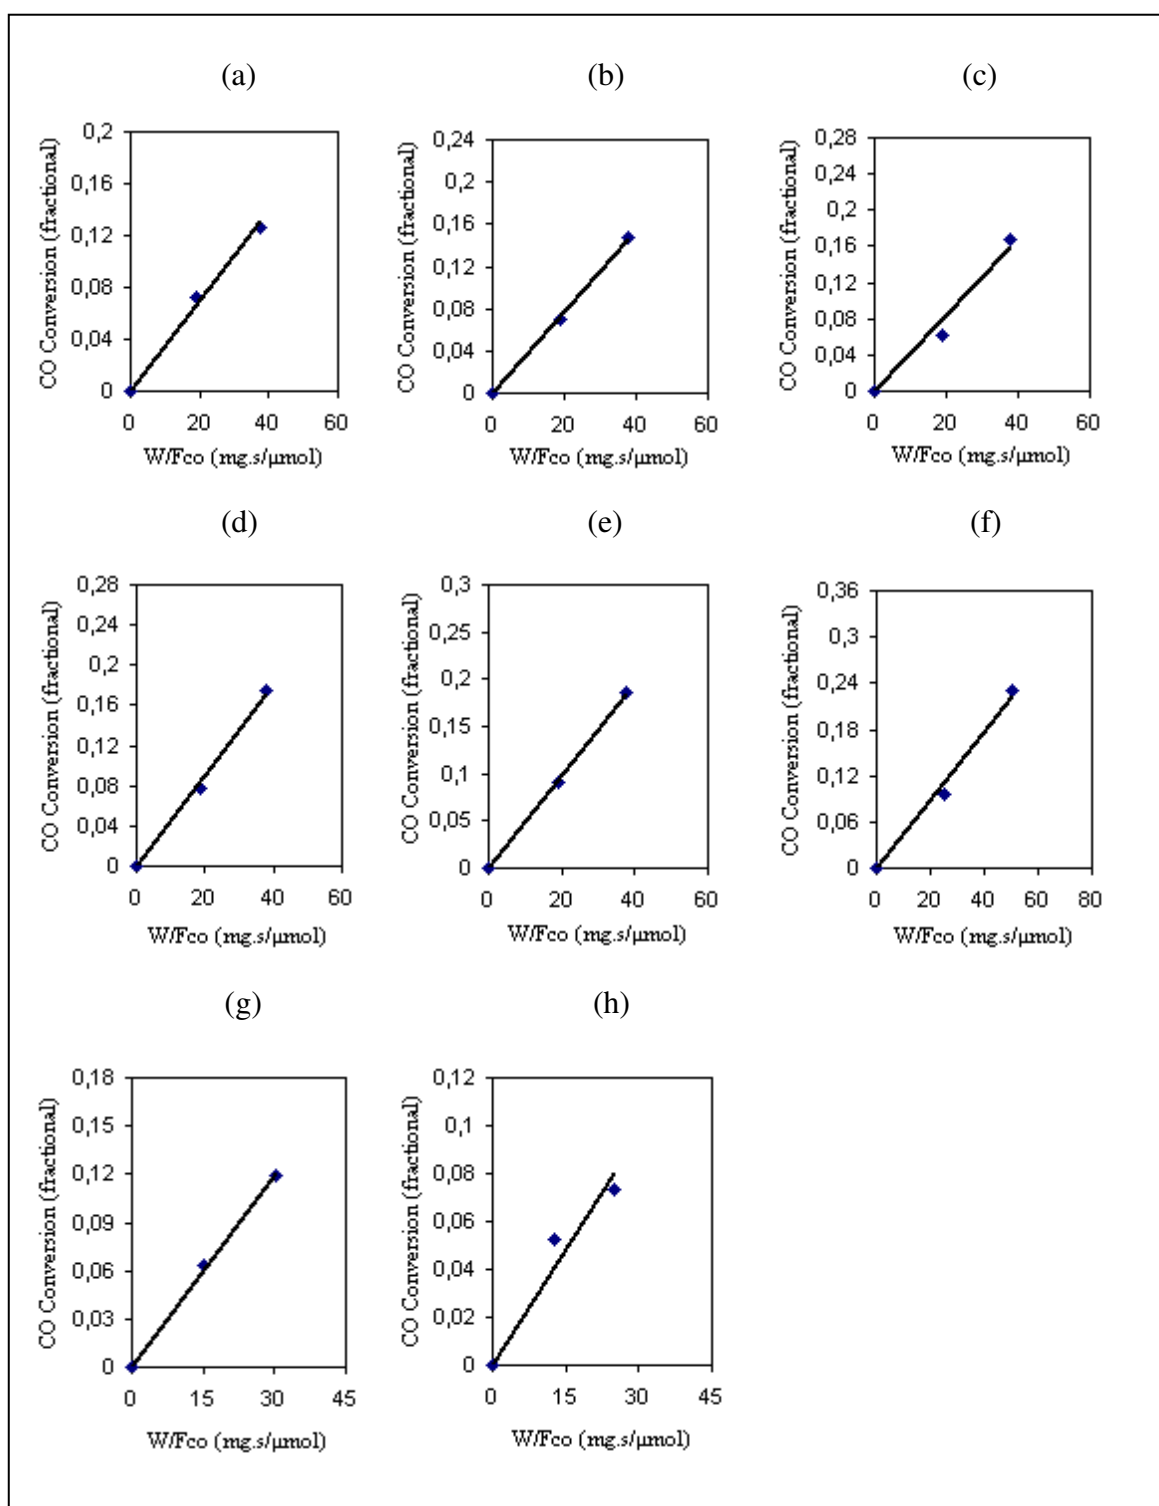 (a)
CO Conversion (fractional)
0,2
0,16
0,12
0,08
0,04
0
0 20 40 60
W/Fco (mg.s/μmol)
(b)
CO Conversion (fractional)
0,24
0,2
0,16
0,12
0,08
0,04
0
0 20 40 60
W/Fco (mg.s/μmol)
(c)
CO Conversion (fractional)
0,28
0,24
0,2
0,16
0,12
0,08
0,04
0
0 20 40 60
W/Fco (mg.s/μmol)
(d)
CO Conversion (fractional)
0,28
0,24
0,2
0,16
0,12
0,08
0,04
0
0 20 40 60
W/Fco (mg.s/μmol)
(e)
CO Conversion (fractional)
0,3
0,25
0,2
0,15
0,1
0,05
0
0 20 40 60
W/Fco (mg.s/μmol)
(f)
CO Conversion (fractional)
0,36
0,3
0,24
0,18
0,12
0,06
0
0 20 40 60 80
W/Fco (mg.s/μmol)
(g)
CO Conversion (fractional)
0,18
0,15
0,12
0,09
0,06
0,03
0
0 15 30 45
W/Fco (mg.s/μmol)
(h)
CO Conversion (fractional)
0,12
0,1
0,08
0,06
0,04
0,02
0
0 15 30 45
W/Fco (mg.s/μmol)